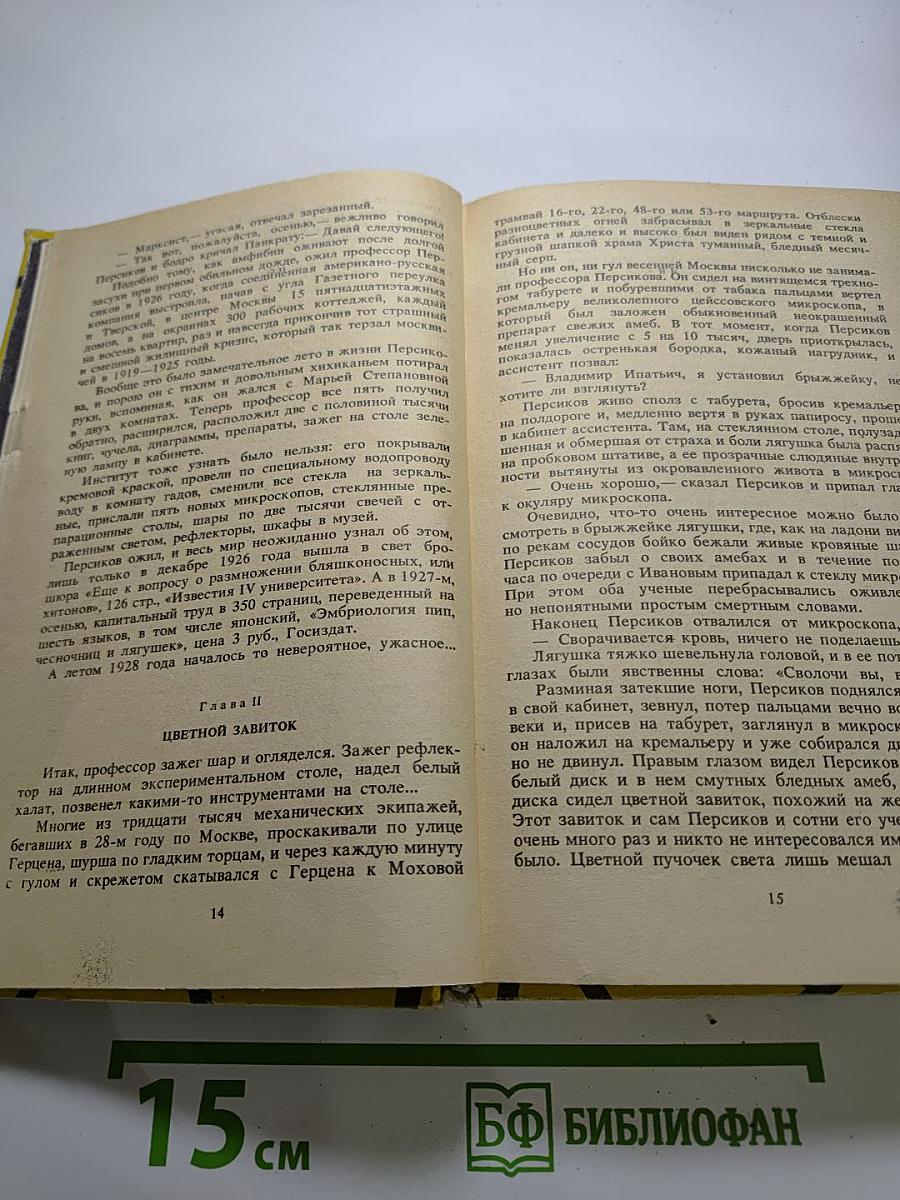 — Марксист,— угасая, отвечал зарезанный.
— Так вот, пожалуйста, осенью,— вежливо говорил
Персиков и бодро кричал Панкрату:— Давай следующего!
Подобно тому, как амфибии оживают после долгой
засухи при первом обильном дожде, ожил профессор Пер-
сиков в 1926 году, когда соединенная американо-русская
компания выстроила, начав с угла Газетного переулка
и Тверской, в центре Москвы 15 пятнадцатиэтажных
домов, а на окраинах 300 рабочих коттеджей, каждый
на восемь квартир, раз и навсегда прикончив тот страшный
и смешной жилищный кризис, который так терзал москви-
чей в 1919—1925 годы.
Вообще это было замечательное лето в жизни Персико-
ва, и порою он с тихим и довольным хихиканьем потирал
руки, вспоминая, как он жался с Марьей Степановной
в двух комнатах. Теперь профессор все пять получил
обратно, расширился, расположил две с половиной тысячи
книг, чучела, диаграммы, препараты, зажег на столе зеле-
ную лампу в кабинете.
Институт тоже узнать было нельзя: его покрывали
кремовой краской, провели по специальному водопроводу
воду в комнату гадов, сменили все стекла на зеркаль-
ные, прислали пять новых микроскопов, стеклянные пре-
парационные столы, шары по две тысячи свечей с от-
раженным светом, рефлекторы, шкафы в музей.
Персиков ожил, и весь мир неожиданно узнал об этом,
лишь только в декабре 1926 года вышла в свет бро-
шюра «Еще к вопросу о размножении бляшконосных, или
хитонов», 126 стр., «Известия IV университета». А в 1927-м,
осенью, капитальный труд в 350 страниц, переведенный на
шесть языков, в том числе японский, «Эмбриология пип,
чесночниц и лягушек», цена 3 руб., Госиздат.
А летом 1928 года началось то невероятное, ужасное...
Глава II
ЦВЕТНОЙ ЗАВИТОК
Итак, профессор зажег шар и огляделся. Зажег рефлек-
тор на длинном экспериментальном столе, надел белый
халат, позвенел какими-то инструментами на столе...
Многие из тридцати тысяч механических экипажей,
бегавших в 28-м году по Москве, проскакивали по улице
Герцена, шурша по гладким торцам, и через каждую минуту
с гулом и скрежетом скатывался с Герцена к Моховой
14
трамвай 16-го, 22-го, 48-го или 53-го маршрута. Отблески
разноцветных огней забрасывал в зеркальные стекла
кабинета и далеко и высоко был виден рядом с темной и
грузной шапкой храма Христа туманный, бледный месяч-
ный серп.
Но ни он, ни гул весенней Москвы нисколько не занима-
ли профессора Персикова. Он сидел на винтящемся трехно-
гом табурете и побуревшими от табака пальцами вертел
кремальеру великолепного цейссовского микроскопа, в
который был заложен обыкновенный неокрашенный
препарат свежих амеб. В тот момент, когда Персиков
менял увеличение с 5 на 10 тысяч, дверь приоткрылась,
показалась остренькая бородка, кожаный нагрудник, и
ассистент позвал:
— Владимир Ипатьич, я установил брыжжейку, не
хотите ли взглянуть?
Персиков живо сполз с табурета, бросив кремальер
на полдороге и, медленно вертя в руках папиросу, проше
в кабинет ассистента. Там, на стеклянном столе, полузад
шенная и обмершая от страха и боли лягушка была распя
на пробковом штативе, а ее прозрачные слюдяные внутр
ности вытянуты из окровавленного живота в микроск
— Очень хорошо,— сказал Персиков и припал гла
к окуляру микроскопа.
Очевидно, что-то очень интересное можно было
смотреть в брыжжейке лягушки, где, как на ладони ви
по рекам сосудов бойко бежали живые кровяные ша
Персиков забыл о своих амебах и в течение по
часа по очереди с Ивановым припадал к стеклу микро
При этом оба ученые перебрасывались оживле
но непонятными простым смертным словами.
Наконец Персиков отвалился от микроскопа,
— Сворачивается кровь, ничего не поделаешь
Лягушка тяжко шевельнула головой, и в ее пот
глазах были явственны слова: «Сволочи вы, в
Разминая затекшие ноги, Персиков поднялся
в свой кабинет, зевнул, потер пальцами вечно во
веки и, присев на табурет, заглянул в микроск
он наложил на кремальеру и уже собирался дв
но не двинул. Правым глазом видел Персиков
белый диск и в нем смутных бледных амеб,
диска сидел цветной завиток, похожий на же
Этот завиток и сам Персиков и сотни его уче
очень много раз и никто не интересовался им
было. Цветной пучочек света лишь мешал
15
15 см
БФ БИБЛИОФАН